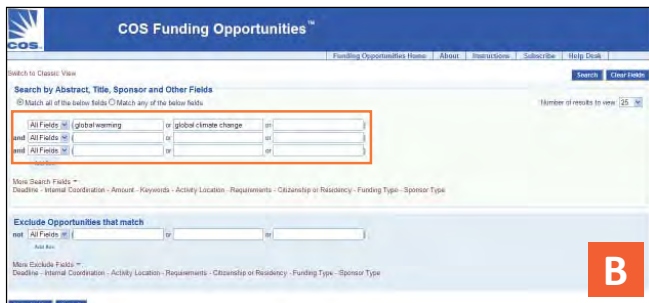 COS
COS Funding Opportunities™
Funding Opportunities Home | About | Instructions | Subscribe | Help Desk |
Switch to Classic View
Search Clear Fields
Search by Abstract, Title, Sponsor and Other Fields
Match all of the below fields Match any of the below fields
Number of results to view 25
All Fields ( global warming or global climate change or )
and All Fields ( or or )
and All Fields ( or or )
Add Row
More Search Fields
Deadline - Internal Coordination - Amount - Keywords - Activity Location - Requirements - Citizenship or Residency - Funding Type - Sponsor Type
Exclude Opportunities that match
not All Fields ( or or )
Add Row
More Exclude Fields
Deadline - Internal Coordination - Activity Location - Requirements - Citizenship or Residency - Funding Type - Sponsor Type
B